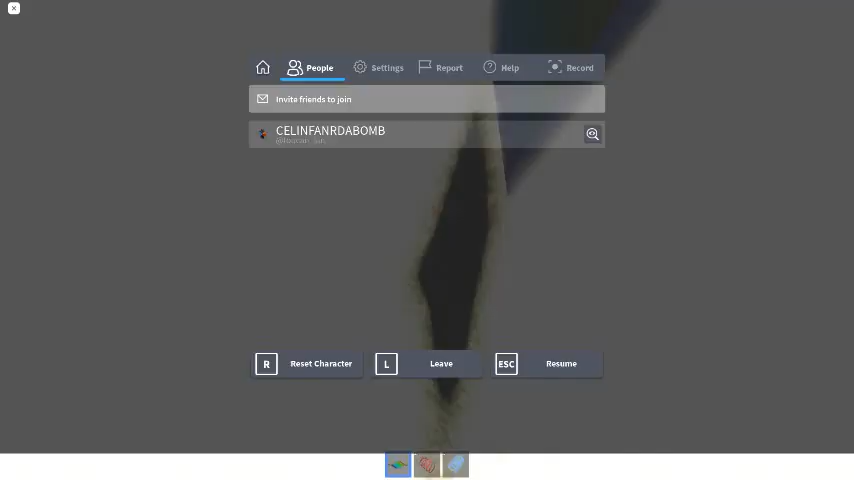 ×
People
Settings
Report
Help
Record
Invite friends to join
CELINFANRDABOMB
R Reset Character
L Leave
ESC Resume